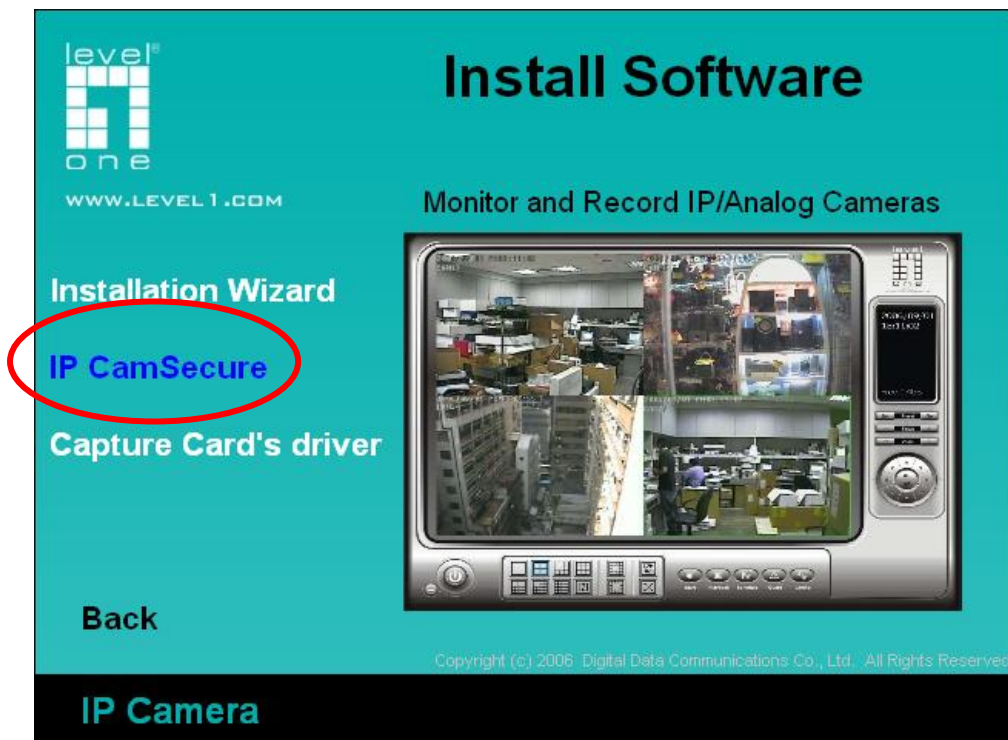 level®
one
WWW.LEVEL1.COM
Install Software
Monitor and Record IP/Analog Cameras
Installation Wizard
IP CamSecure
Capture Card's driver
Back
Copyright (c) 2006 Digital Data Communications Co., Ltd. All Rights Reserved
IP Camera